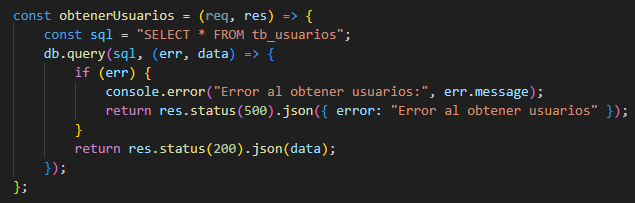 const obtenerUsuarios = (req, res) => {
    const sql = "SELECT * FROM tb_usuarios";
    db.query(sql, (err, data) => {
        if (err) {
            console.error("Error al obtener usuarios:", err.message);
            return res.status(500).json({ error: "Error al obtener usuarios" });
        }
        return res.status(200).json(data);
    });
};